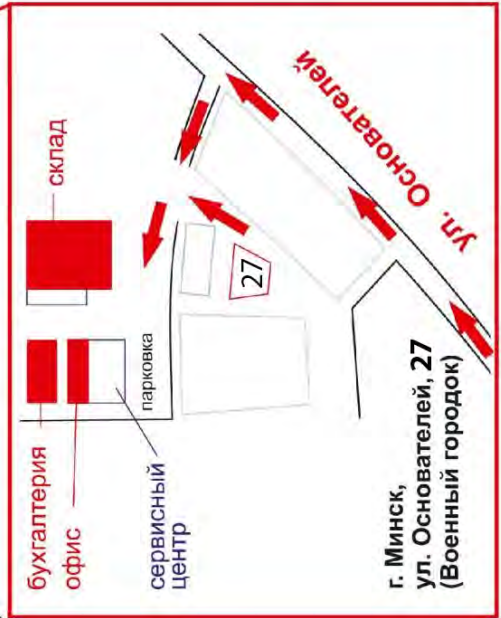 бухгалтерия
офис
сервисный
центр
склад
парковка
27
ул. Основателей
г. Минск,
ул. Основателей, 27
(Военный городок)